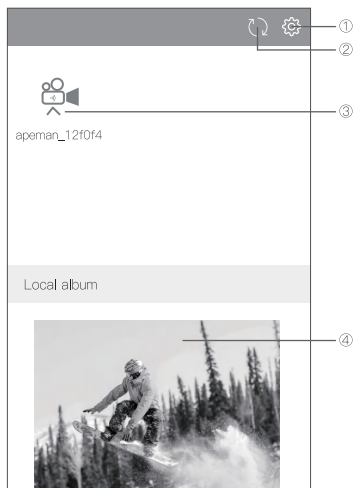 ①
②
③
apeman_12f0f4
Local album
④